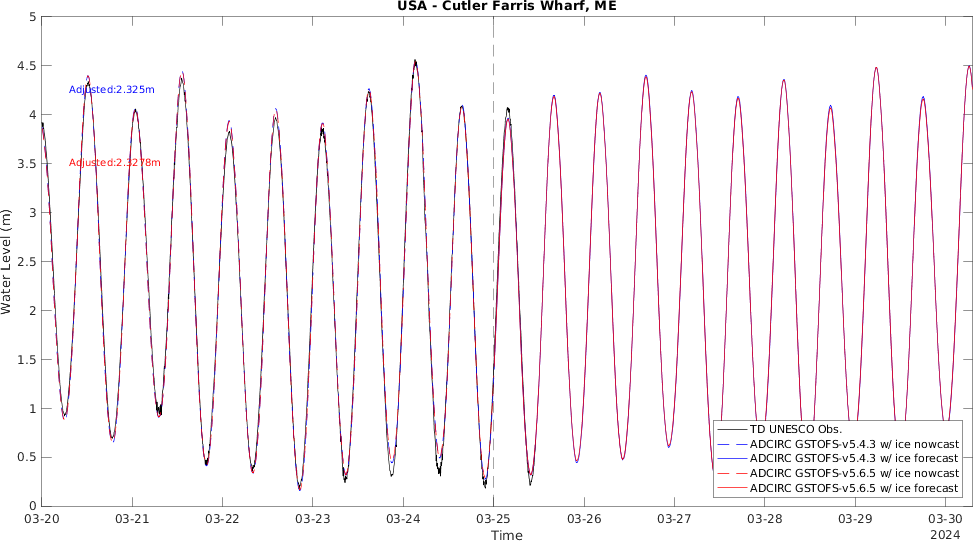 USA - Cutler Farris Wharf, ME
5
4.5
4
3.5
3
2.5
2
1.5
1
0.5
0
Water Level (m)
Adjusted:2.325m
Adjusted:2.3278m
TD UNESCO Obs.
ADCIRC GSTOFS-v5.4.3 w/ ice nowcast
ADCIRC GSTOFS-v5.4.3 w/ ice forecast
ADCIRC GSTOFS-v5.6.5 w/ ice nowcast
ADCIRC GSTOFS-v5.6.5 w/ ice forecast
03-20 03-21 03-22 03-23 03-24 03-25 03-26 03-27 03-28 03-29 03-30
Time
2024